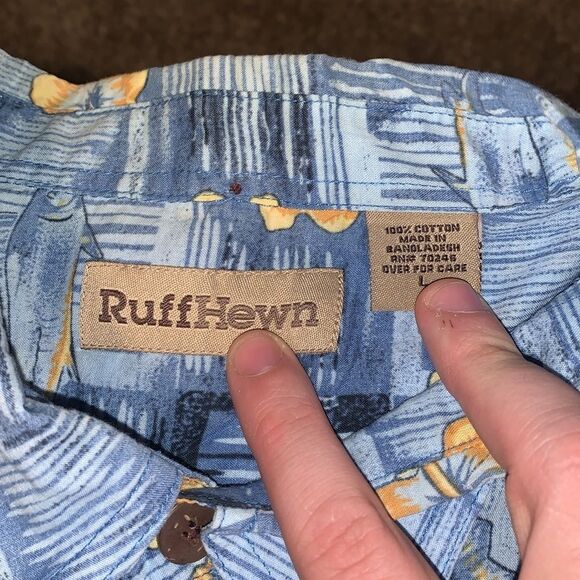 RuffHewn
100% COTTON
MADE IN
BANGLADESH
RN# 70246
OVER FOR CARE
L